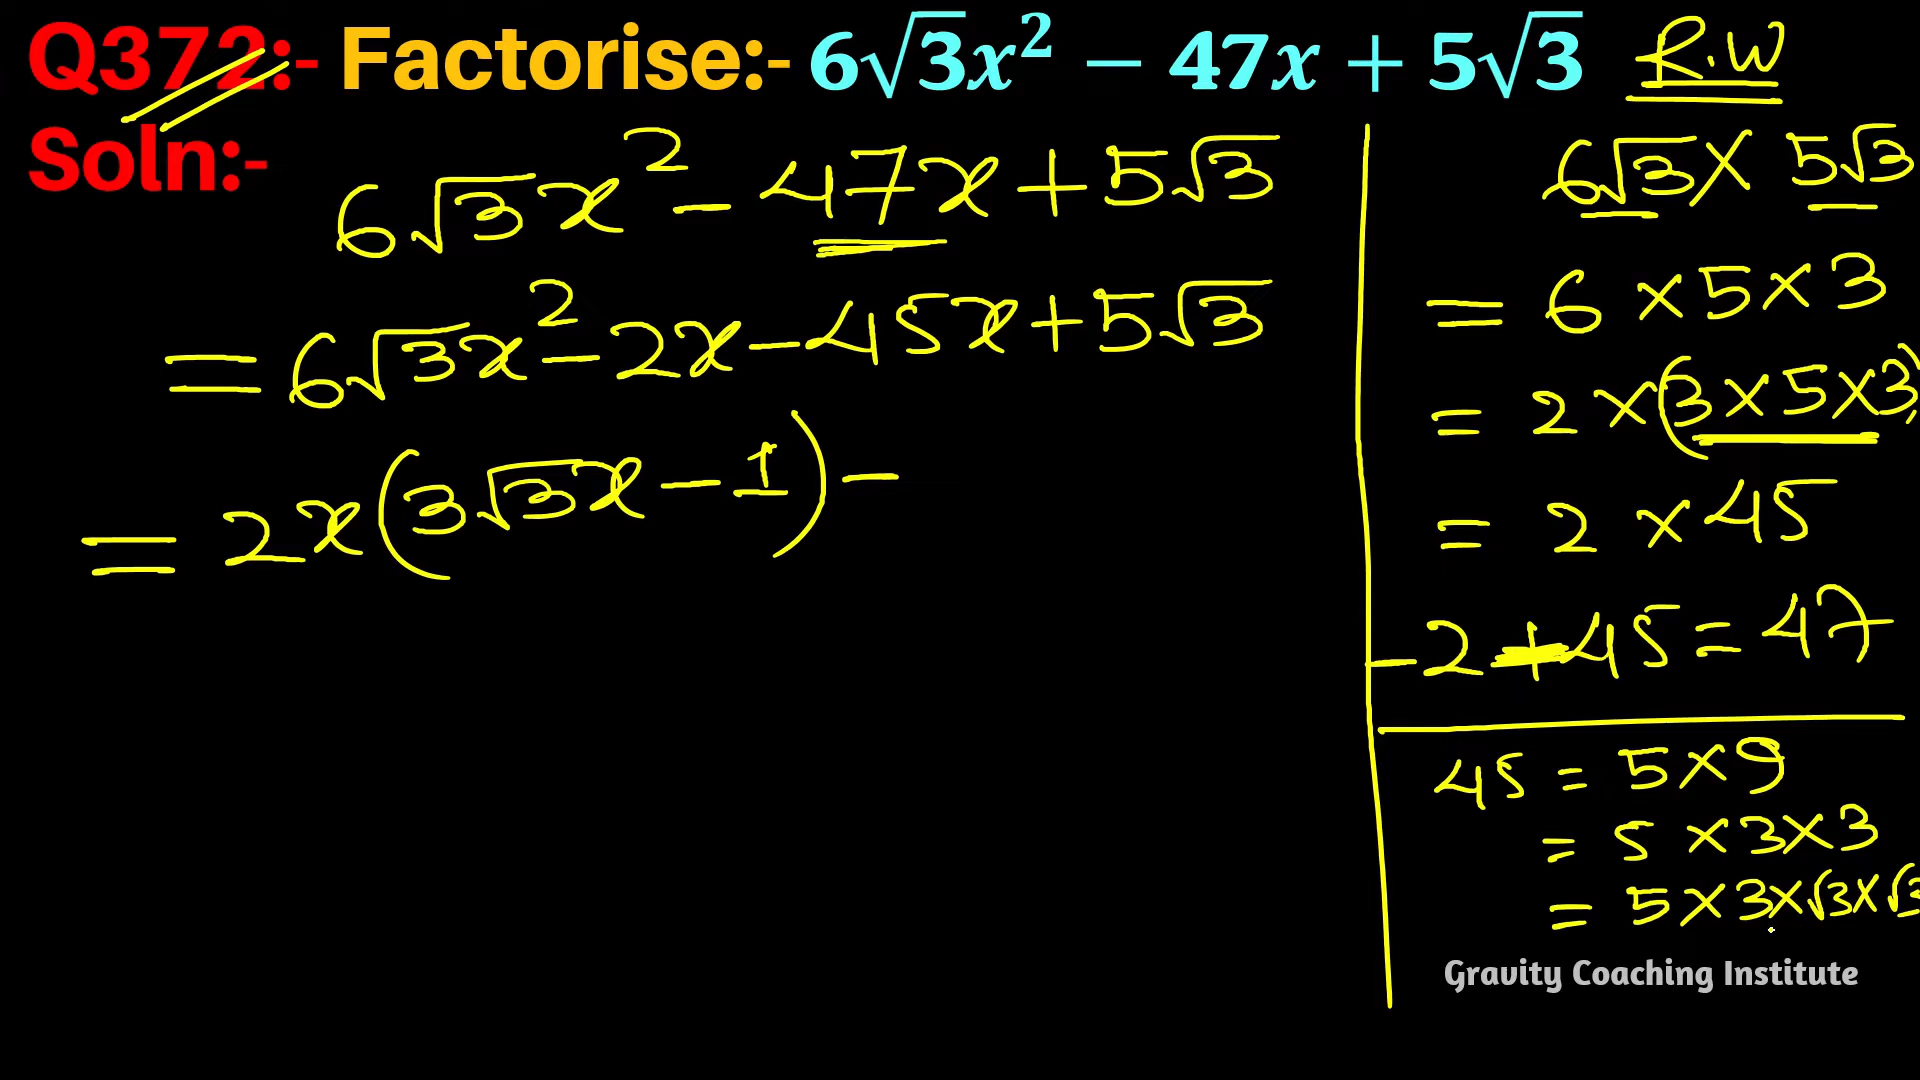 Q372:- Factorise:- 6√3x² − 47x + 5√3
R.W
Soln:-
6√3x² − 47x + 5√3
= 6√3x² − 2x − 45x + 5√3
= 2x(3√3x − 1) −
6√3 × 5√3
= 6 × 5 × 3
= 2 × (3 × 5 × 3)
= 2 × 45
− 2 − 45 = 47
45 = 5 × 9
= 5 × 3 × 3
= 5 × 3 × √3 × √3
Gravity Coaching Institute